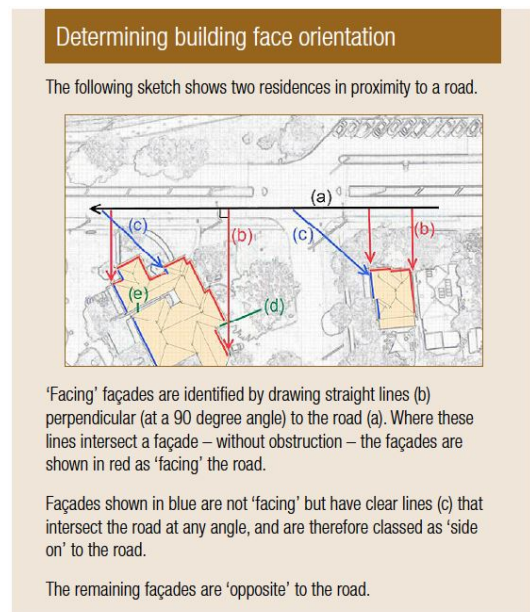 Determining building face orientation
The following sketch shows two residences in proximity to a road.
(a)
(c)
(b)
(c)
(b)
(e)
(d)
‘Facing’ façades are identified by drawing straight lines (b)
perpendicular (at a 90 degree angle) to the road (a). Where these
lines intersect a façade – without obstruction – the façades are
shown in red as ‘facing’ the road.
Façades shown in blue are not ‘facing’ but have clear lines (c) that
intersect the road at any angle, and are therefore classed as ‘side
on’ to the road.
The remaining façades are ‘opposite’ to the road.